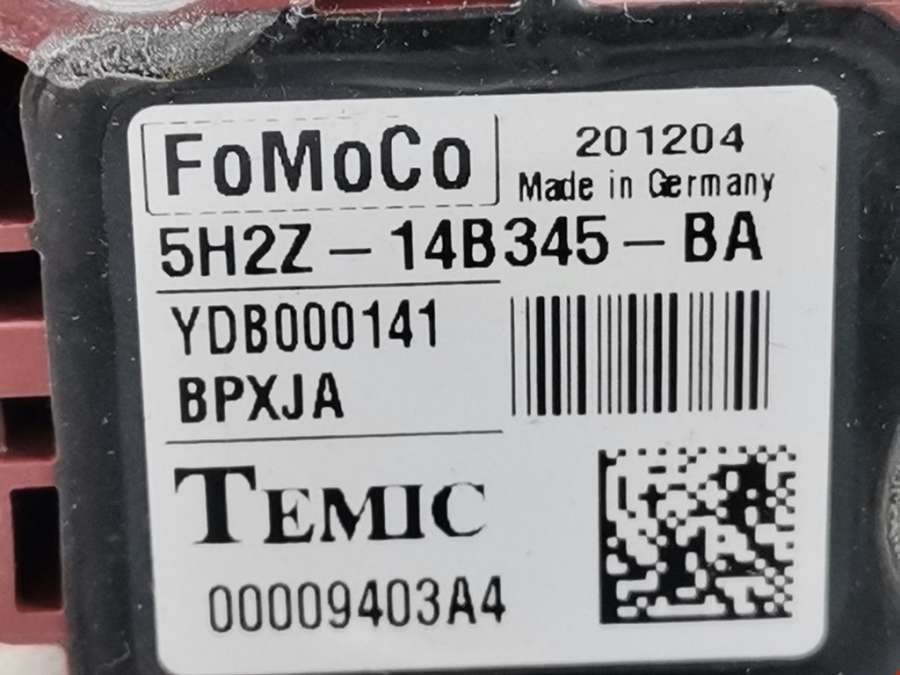 FoMoCo
201204
Made in Germany
5H2Z - 14B345 - BA
YDB000141
BPXJA
TEMIC
00009403A4